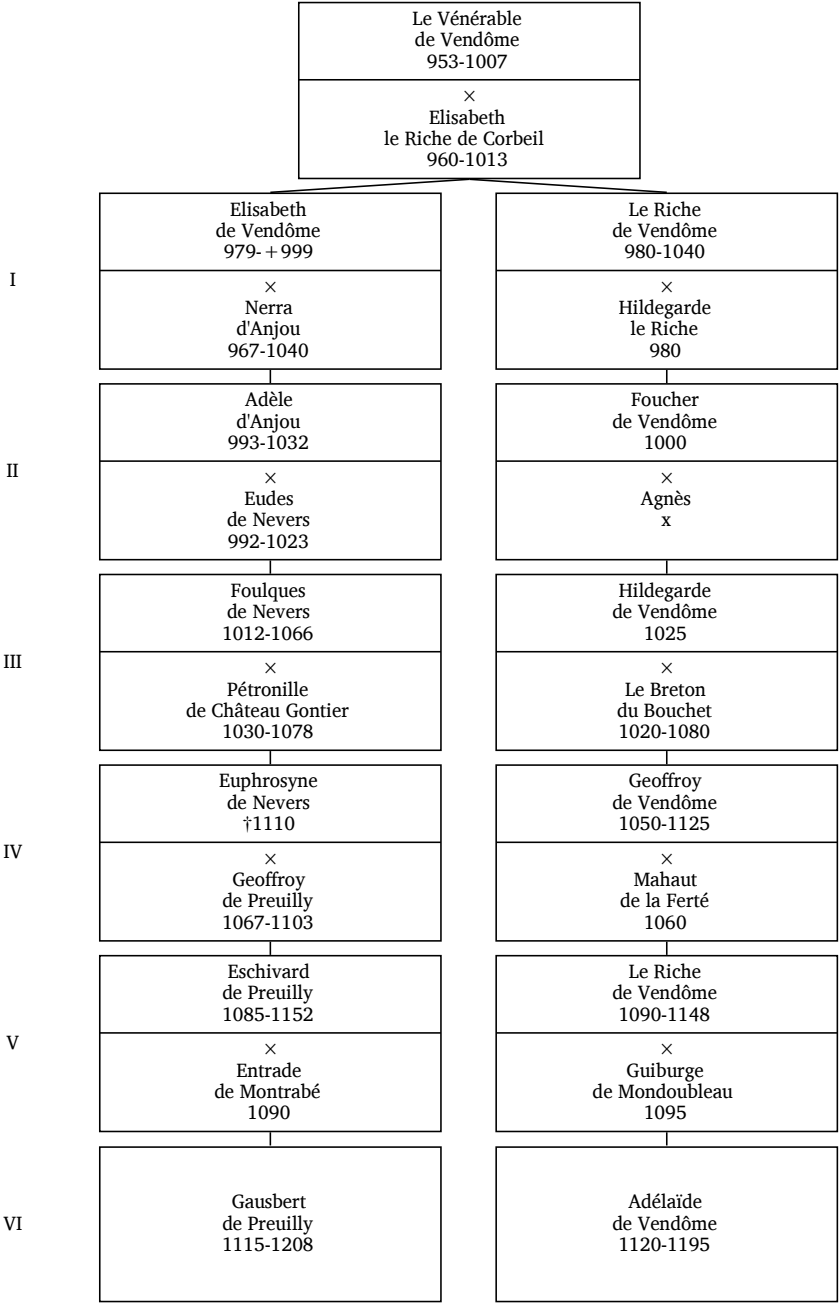 Le Vénérable
de Vendôme
953-1007
×
Elisabeth
le Riche de Corbeil
960-1013
I
Elisabeth
de Vendôme
979-+999
×
Nerra
d'Anjou
967-1040
Le Riche
de Vendôme
980-1040
×
Hildegarde
le Riche
980
II
Adèle
d'Anjou
993-1032
×
Eudes
de Nevers
992-1023
Foucher
de Vendôme
1000
×
Agnès
x
III
Foulques
de Nevers
1012-1066
×
Pétronille
de Château Gontier
1030-1078
Hildegarde
de Vendôme
1025
×
Le Breton
du Bouchet
1020-1080
IV
Euphrosyne
de Nevers
†1110
×
Geoffroy
de Preuilly
1067-1103
Geoffroy
de Vendôme
1050-1125
×
Mahaut
de la Ferté
1060
V
Eschivard
de Preuilly
1085-1152
×
Entrade
de Montrabé
1090
Le Riche
de Vendôme
1090-1148
×
Guiburge
de Mondoubleau
1095
VI
Gausbert
de Preuilly
1115-1208
Adélaïde
de Vendôme
1120-1195